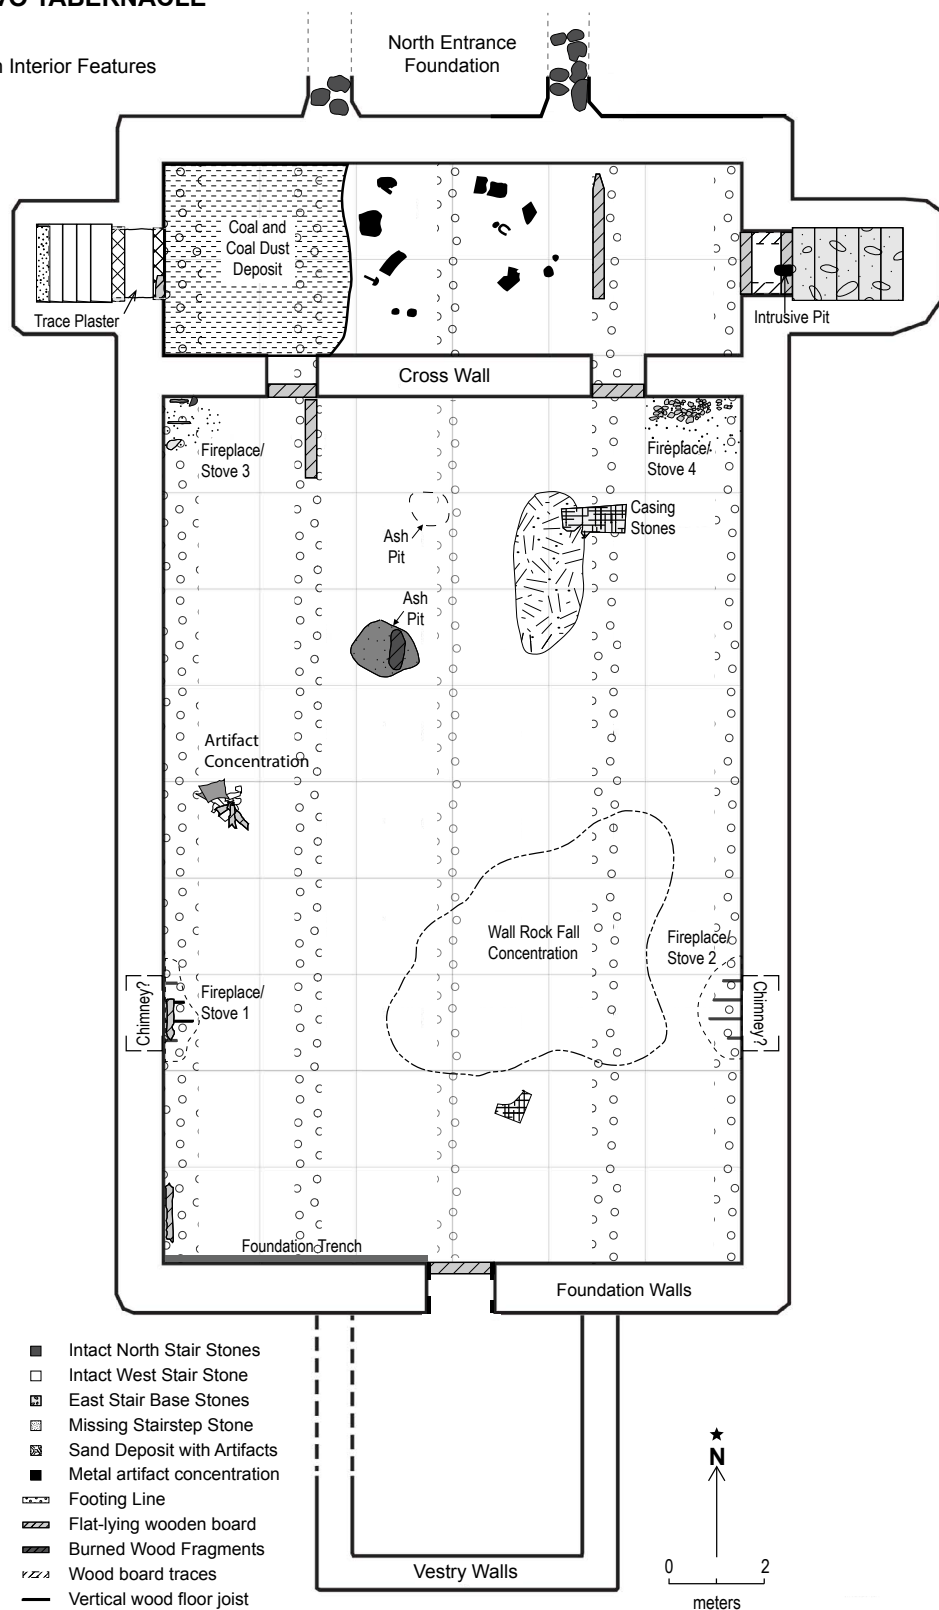 TABERNACLE
Interior Features
North Entrance
Foundation
Coal and
Coal Dust
Deposit
Trace Plaster
Intrusive Pit
Cross Wall
Fireplace/
Stove 3
Fireplace/
Stove 4
Casing
Stones
Ash
Pit
Ash
Pit
Artifact
Concentration
Wall Rock Fall
Concentration
Fireplace/
Stove 2
Fireplace/
Stove 1
Chimney?
Chimney?
Foundation Trench
Foundation Walls
Intact North Stair Stones
Intact West Stair Stone
East Stair Base Stones
Missing Stairstep Stone
Sand Deposit with Artifacts
Metal artifact concentration
Footing Line
Flat-lying wooden board
Burned Wood Fragments
Wood board traces
Vertical wood floor joist
Vestry Walls
N
0 2
meters